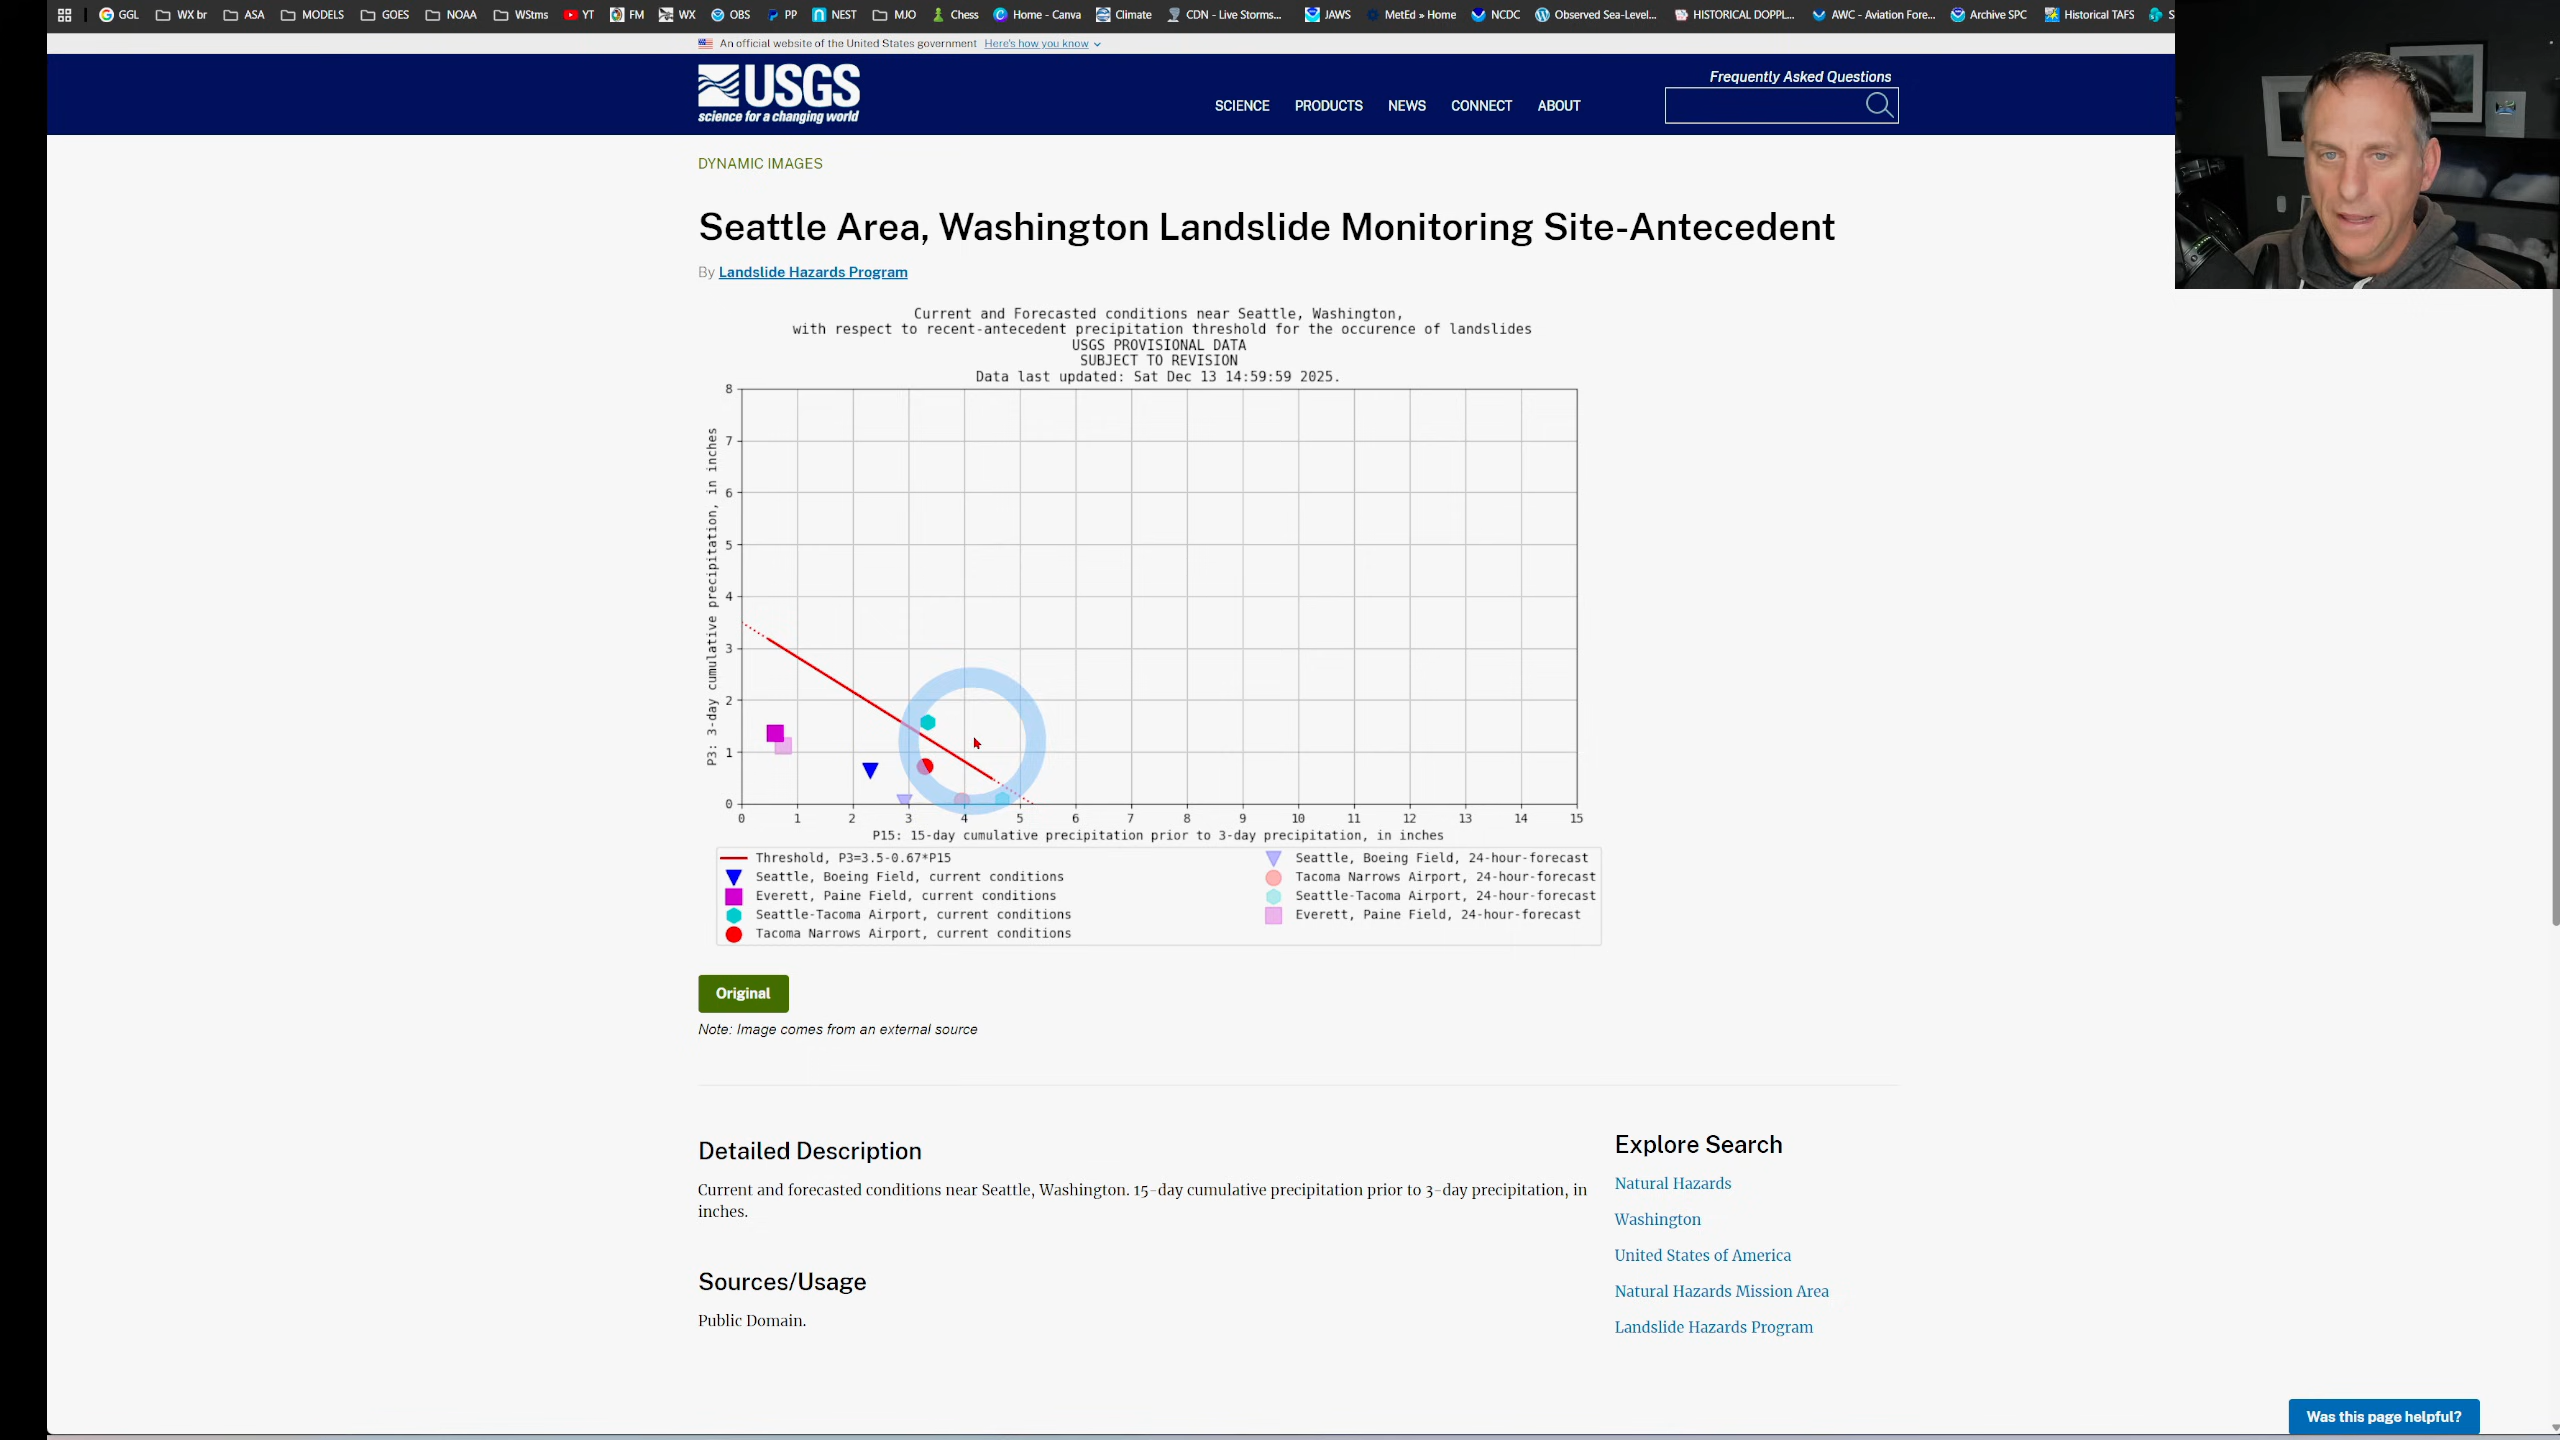 GGL WX br ASA MODELS GOES NOAA WStms YT FM WX OBS PP NEST MJO Chess Home - Canva Climate CDN - Live Storms... JAWS MetEd » Home NCDC Observed Sea-Level... HISTORICAL DOPPL... AWC - Aviation Fore... Archive SPC Historical TAFS S
An official website of the United States government Here's how you know
USGS
science for a changing world
SCIENCE PRODUCTS NEWS CONNECT ABOUT
Frequently Asked Questions
DYNAMIC IMAGES
Seattle Area, Washington Landslide Monitoring Site-Antecedent
By Landslide Hazards Program
Current and Forecasted conditions near Seattle, Washington,
with respect to recent-antecedent precipitation threshold for the occurence of landslides
USGS PROVISIONAL DATA
SUBJECT TO REVISION
Data last updated: Sat Dec 13 14:59:59 2025.
P3: 3-day cumulative precipitation, in inches
8
7
6
5
4
3
2
1
0
0 1 2 3 4 5 6 7 8 9 10 11 12 13 14 15
P15: 15-day cumulative precipitation prior to 3-day precipitation, in inches
Threshold, P3=3.5-0.67*P15
Seattle, Boeing Field, current conditions
Everett, Paine Field, current conditions
Seattle-Tacoma Airport, current conditions
Tacoma Narrows Airport, current conditions
Seattle, Boeing Field, 24-hour-forecast
Tacoma Narrows Airport, 24-hour-forecast
Seattle-Tacoma Airport, 24-hour-forecast
Everett, Paine Field, 24-hour-forecast
Original
Note: Image comes from an external source
Detailed Description
Current and forecasted conditions near Seattle, Washington. 15-day cumulative precipitation prior to 3-day precipitation, in
inches.
Sources/Usage
Public Domain.
Explore Search
Natural Hazards
Washington
United States of America
Natural Hazards Mission Area
Landslide Hazards Program
Was this page helpful?